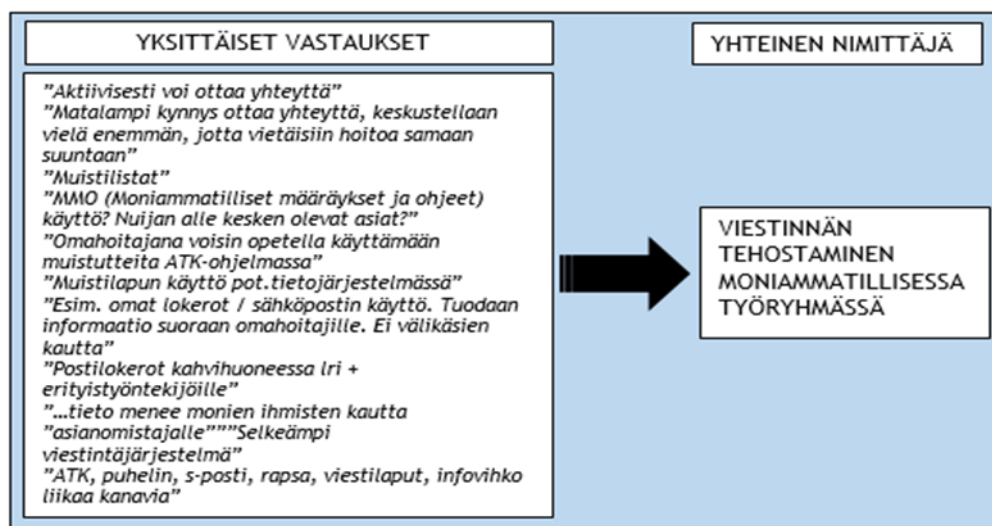 YKSITTÄISET VASTAUKSET
YHTEINEN NIMITTÄJÄ
”Aktiivisesti voi ottaa yhteyttä”
”Matalampi kynnys ottaa yhteyttä, keskustellaan
vielä enemmän, jotta vietäisiin hoitoa samaan
suuntaan”
”Muistilistat”
”MMO (Moniammatilliset määräykset ja ohjeet)
käyttö? Nuijan alle kesken olevat asiat?”
”Omahoitajana voisin opetella käyttämään
muistutteita ATK-ohjelmassa”
”Muistilapun käyttö pot.tietojärjestelmässä”
”Esim. omat lokerot / sähköpostin käyttö. Tuodaan
informaatio suoraan omahoitajille. Ei välikäsien
kautta”
”Postilokerot kahvihuoneessa lri +
erityistyöntekijöille”
”…tieto menee monien ihmisten kautta
”asianomistajalle”””Selkeämpi
viestintäjärjestelmä”
”ATK, puhelin, s-posti, rapsa, viestilaput, infovihko
liikaa kanavia”
VIESTINNÄN
TEHOSTAMINEN
MONIAMMATILLISESSA
TYÖRYHMÄSSÄ